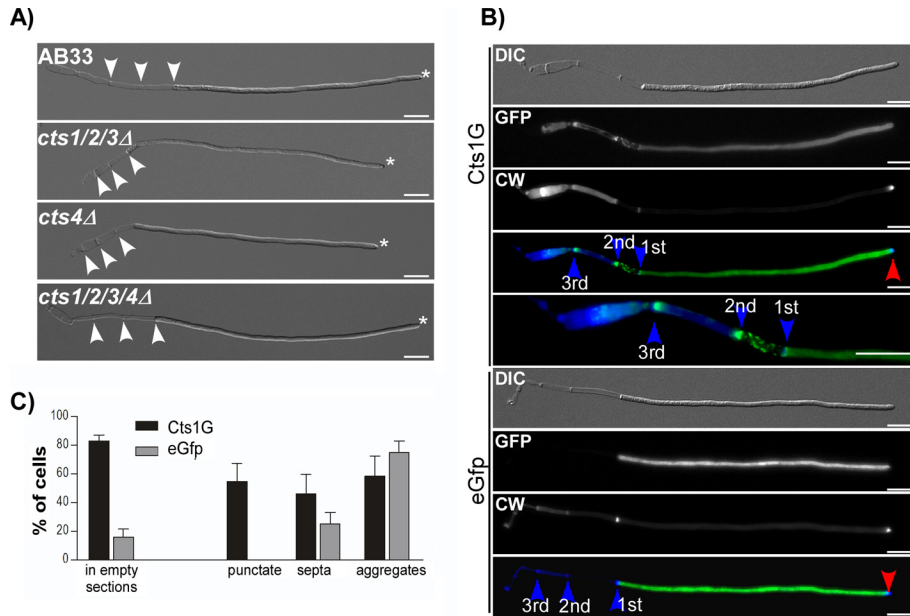 A)
AB33
*
cts1/2/3Δ
*
cts4Δ
*
cts1/2/3/4Δ
*
B)
Cts1G
DIC
GFP
CW
2nd
1st
3rd
2nd
1st
3rd
eGfp
DIC
GFP
CW
3rd
2nd
1st
C)
% of cells
100
80
60
40
20
0
Cts1G
eGfp
in empty
sections
punctate
septa
aggregates